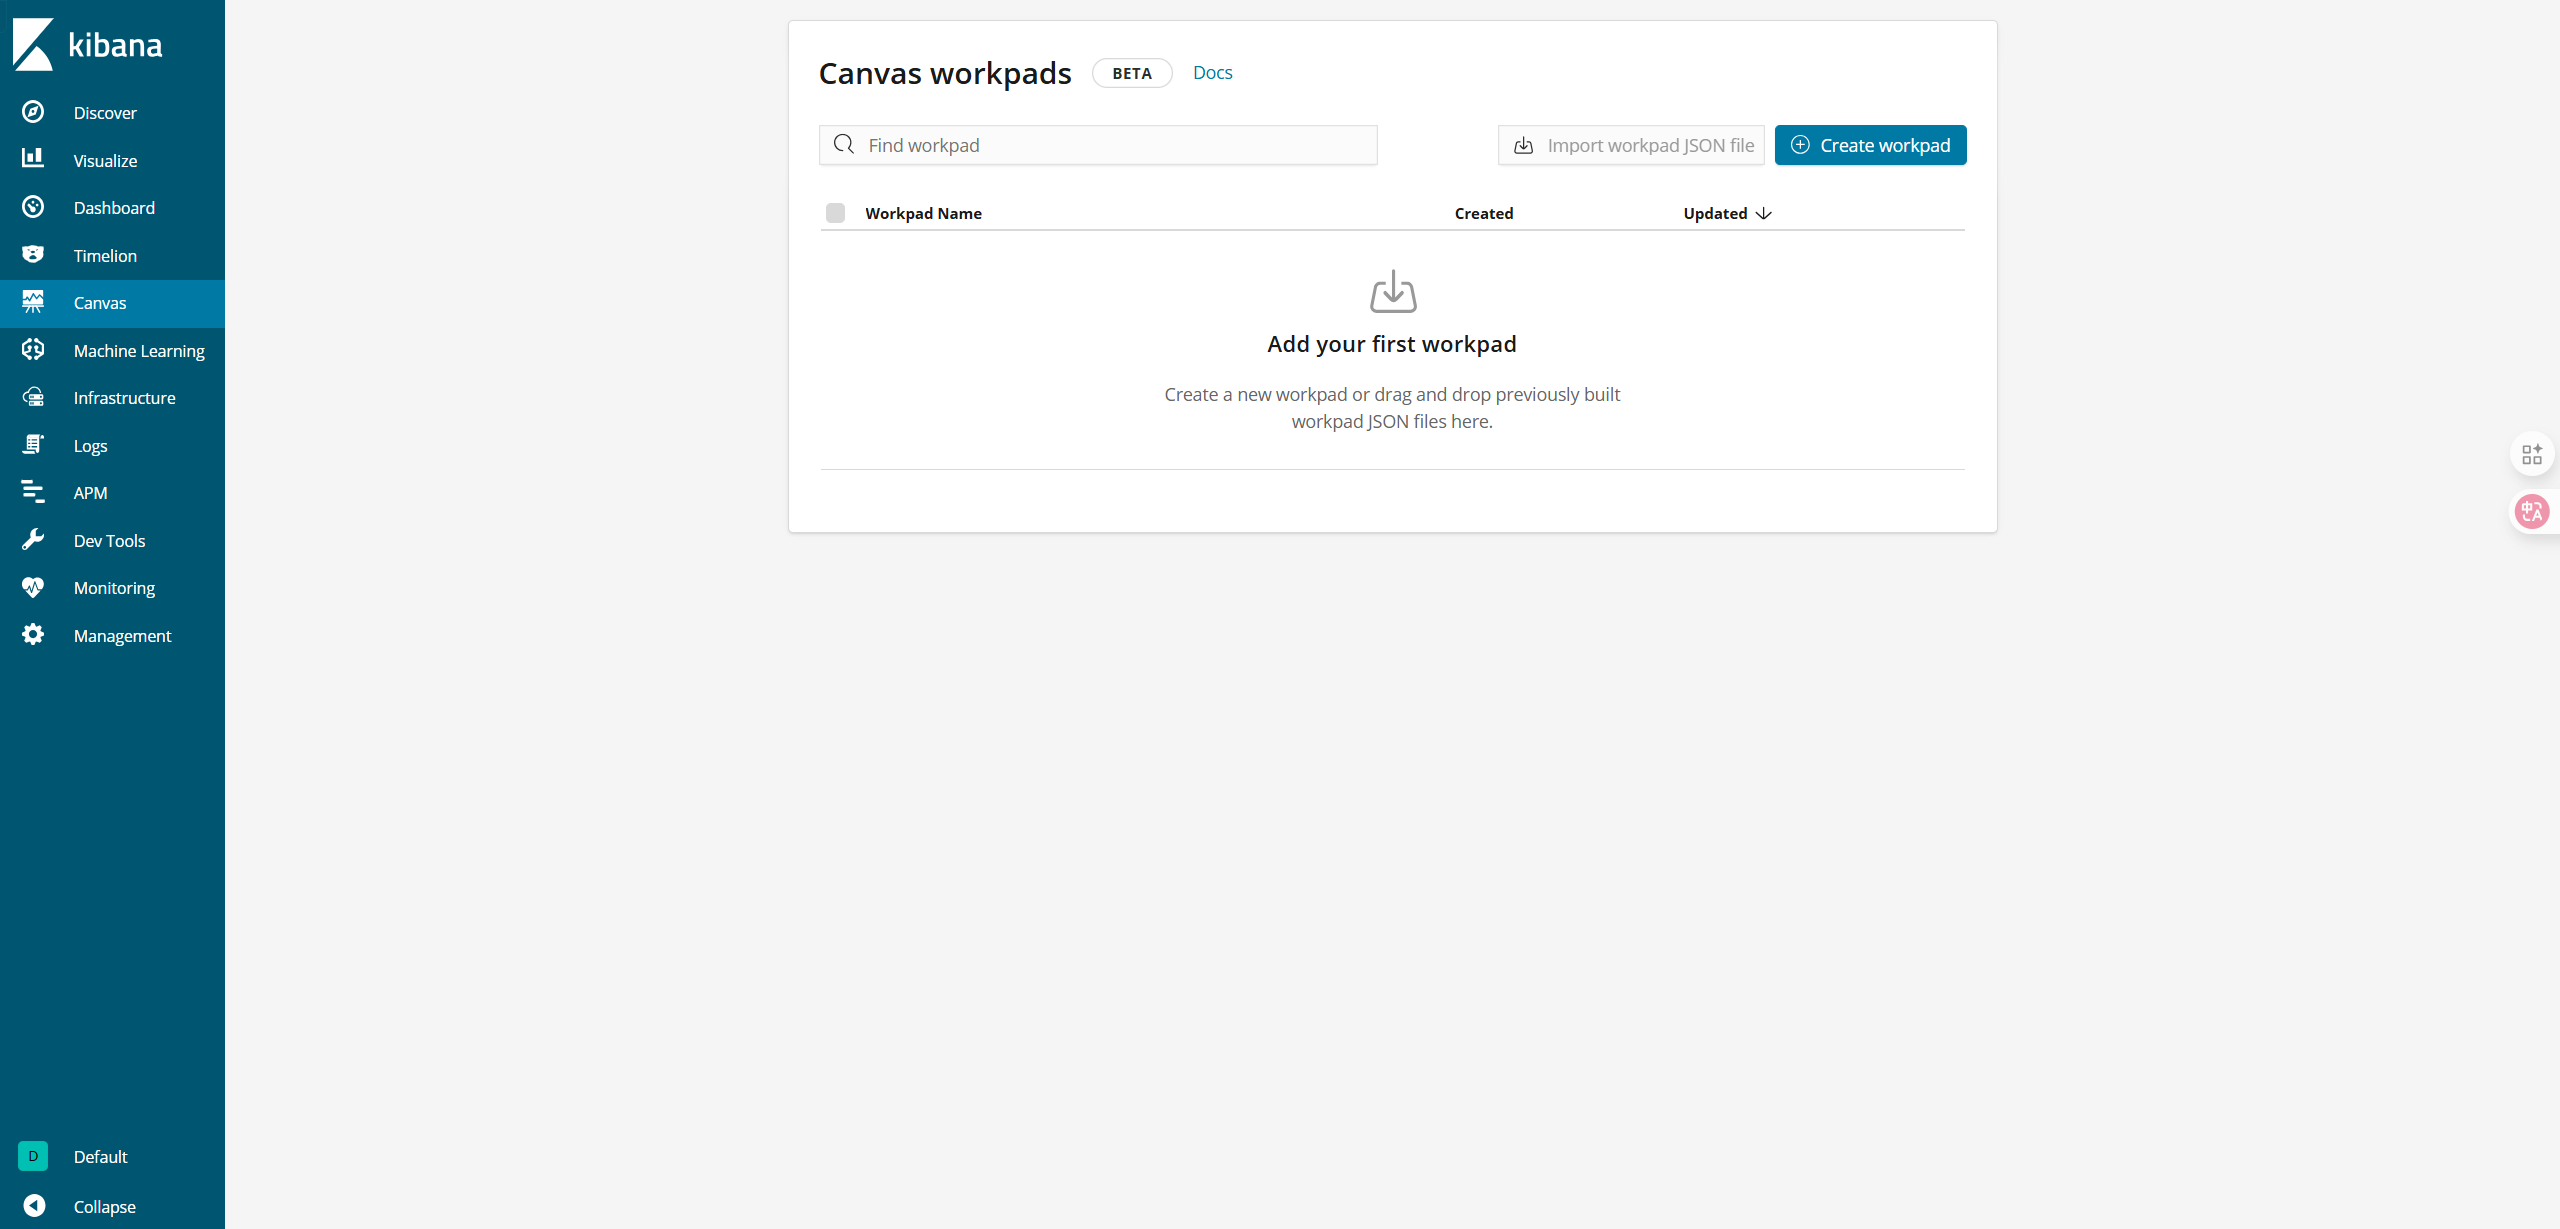 kibana
Discover
Visualize
Dashboard
Timelion
Canvas
Machine Learning
Infrastructure
Logs
APM
Dev Tools
Monitoring
Management
D Default
Collapse
Canvas workpads BETA Docs
Find workpad Import workpad JSON file Create workpad
Workpad Name Created Updated
Add your first workpad
Create a new workpad or drag and drop previously built
workpad JSON files here.
中A